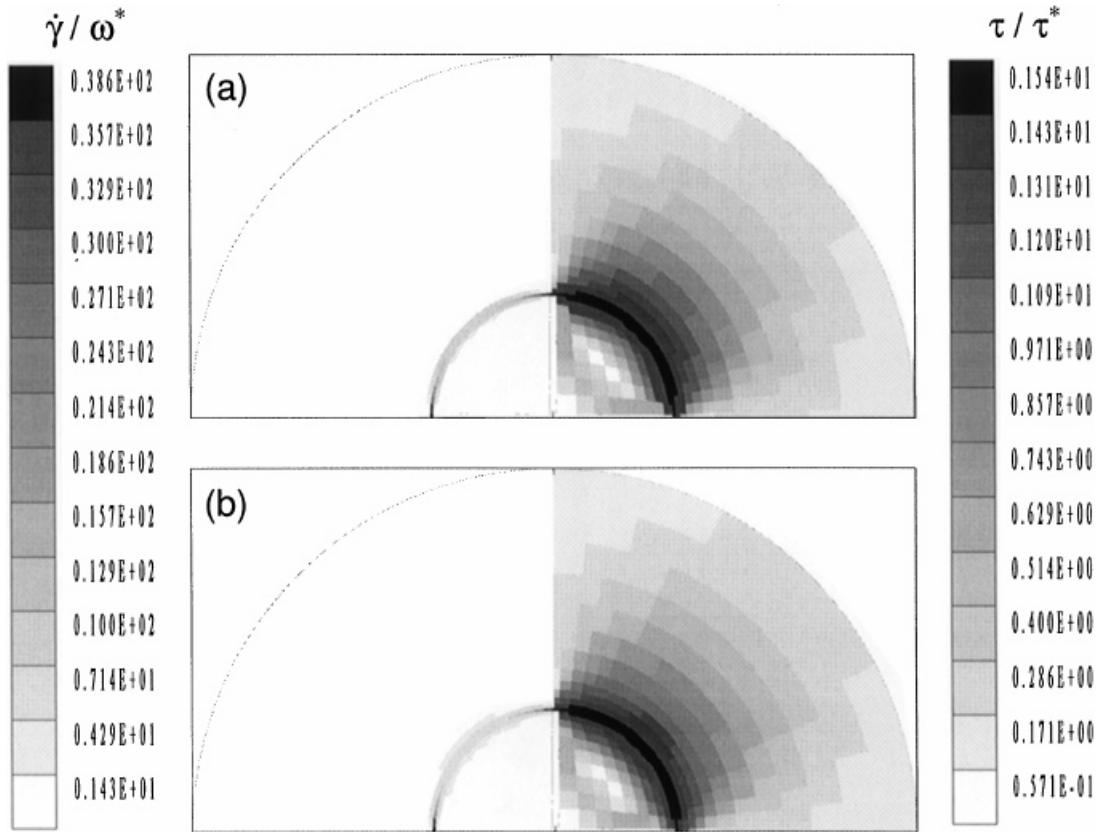 γ̇ / ω*
0.386E+02
0.357E+02
0.329E+02
0.300E+02
0.271E+02
0.243E+02
0.214E+02
0.186E+02
0.157E+02
0.129E+02
0.100E+02
0.714E+01
0.429E+01
0.143E+01
(a)
(b)
τ / τ*
0.154E+01
0.143E+01
0.131E+01
0.120E+01
0.109E+01
0.971E+00
0.857E+00
0.743E+00
0.629E+00
0.514E+00
0.400E+00
0.286E+00
0.171E+00
0.571E-01